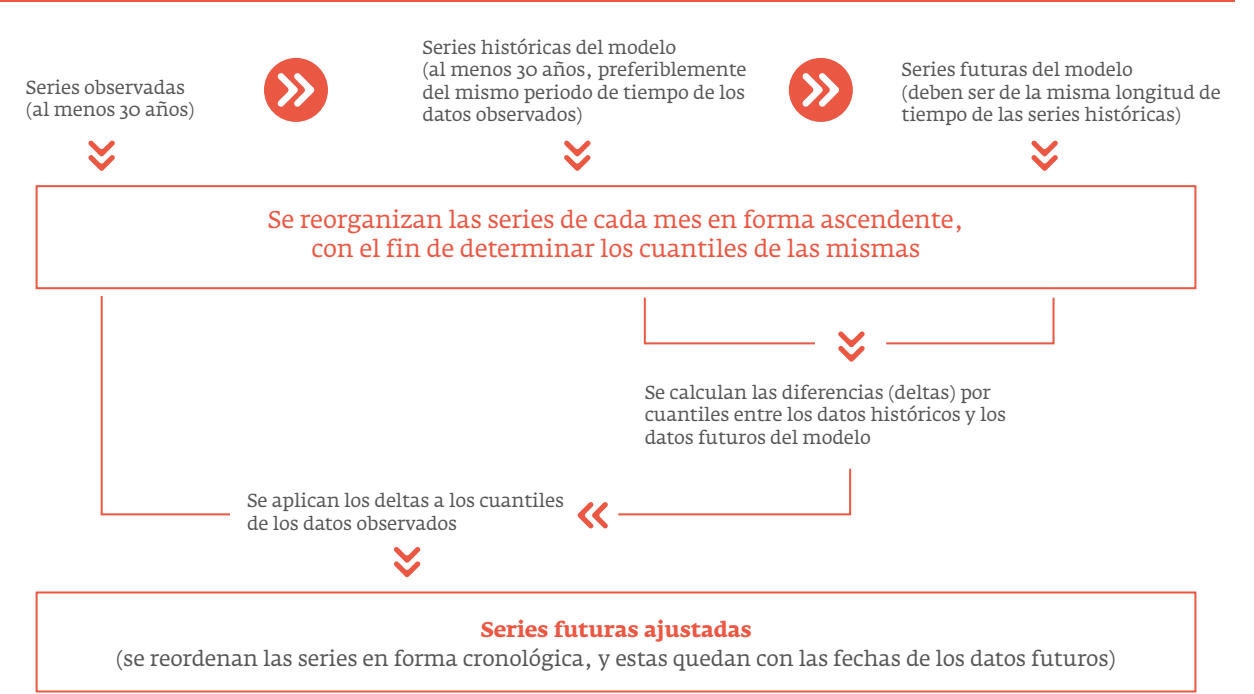 Series observadas
(al menos 30 años)
Series históricas del modelo
(al menos 30 años, preferiblemente
del mismo periodo de tiempo de los
datos observados)
Series futuras del modelo
(deben ser de la misma longitud de
tiempo de las series históricas)
Se reorganizan las series de cada mes en forma ascendente,
con el fin de determinar los cuantiles de las mismas
Se calculan las diferencias (deltas) por
cuantiles entre los datos históricos y los
datos futuros del modelo
Se aplican los deltas a los cuantiles
de los datos observados
Series futuras ajustadas
(se reordenan las series en forma cronológica, y estas quedan con las fechas de los datos futuros)